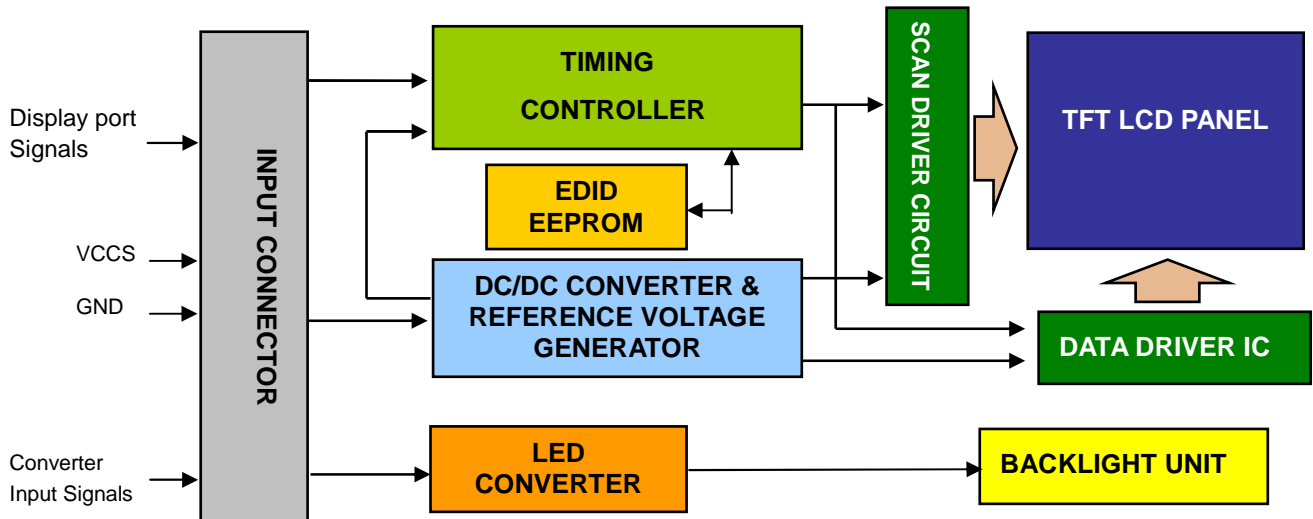 Display port
Signals
VCCS
GND
Converter
Input Signals
INPUT CONNECTOR
TIMING
CONTROLLER
EDID
EEPROM
DC/DC CONVERTER &
REFERENCE VOLTAGE
GENERATOR
LED
CONVERTER
SCAN DRIVER CIRCUIT
TFT LCD PANEL
DATA DRIVER IC
BACKLIGHT UNIT